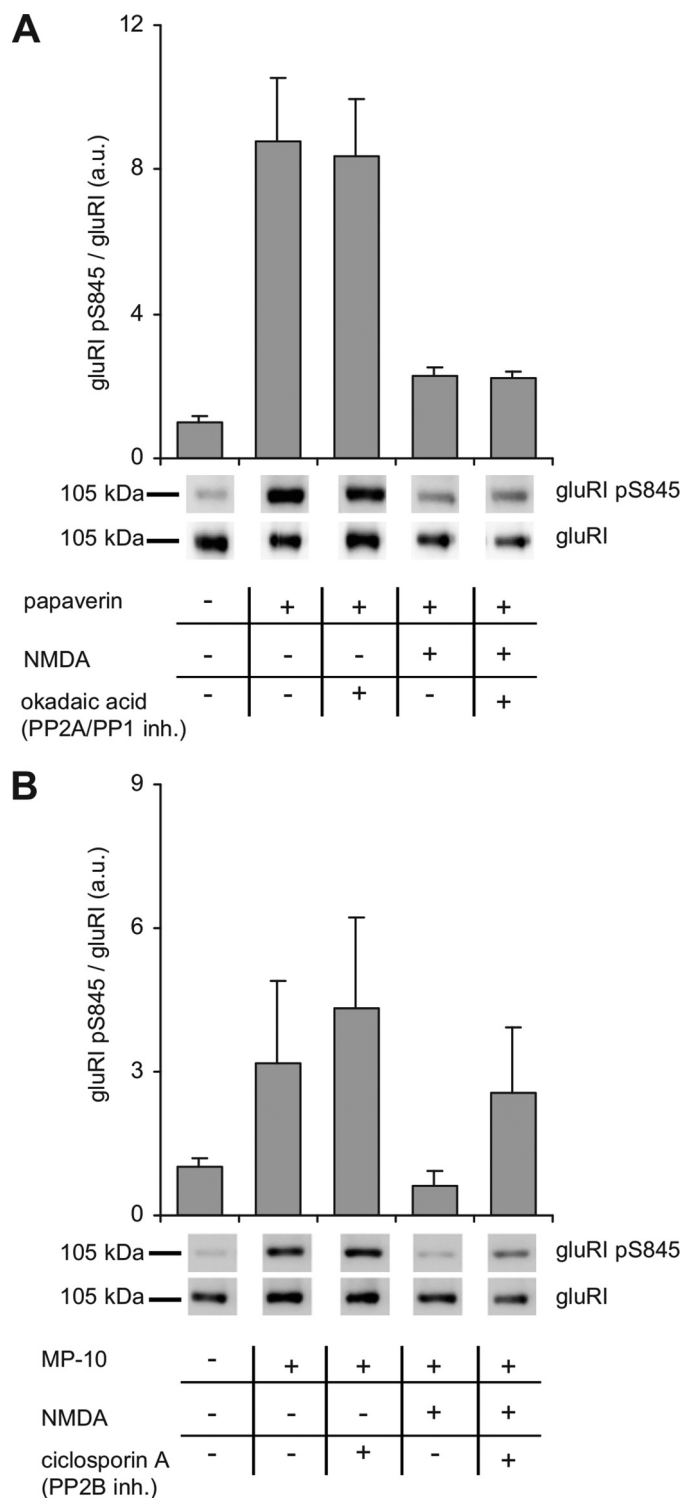 A
gluRI pS845 / gluRI (a.u.)
12
8
4
0
105 kDa gluRI pS845
105 kDa gluRI
papaverin - + + + +
NMDA - - - + +
okadaic acid - - + - +
(PP2A/PP1 inh.)
B
gluRI pS845 / gluRI (a.u.)
9
6
3
0
105 kDa gluRI pS845
105 kDa gluRI
MP-10 - + + + +
NMDA - - - + +
ciclosporin A - - + - +
(PP2B inh.)